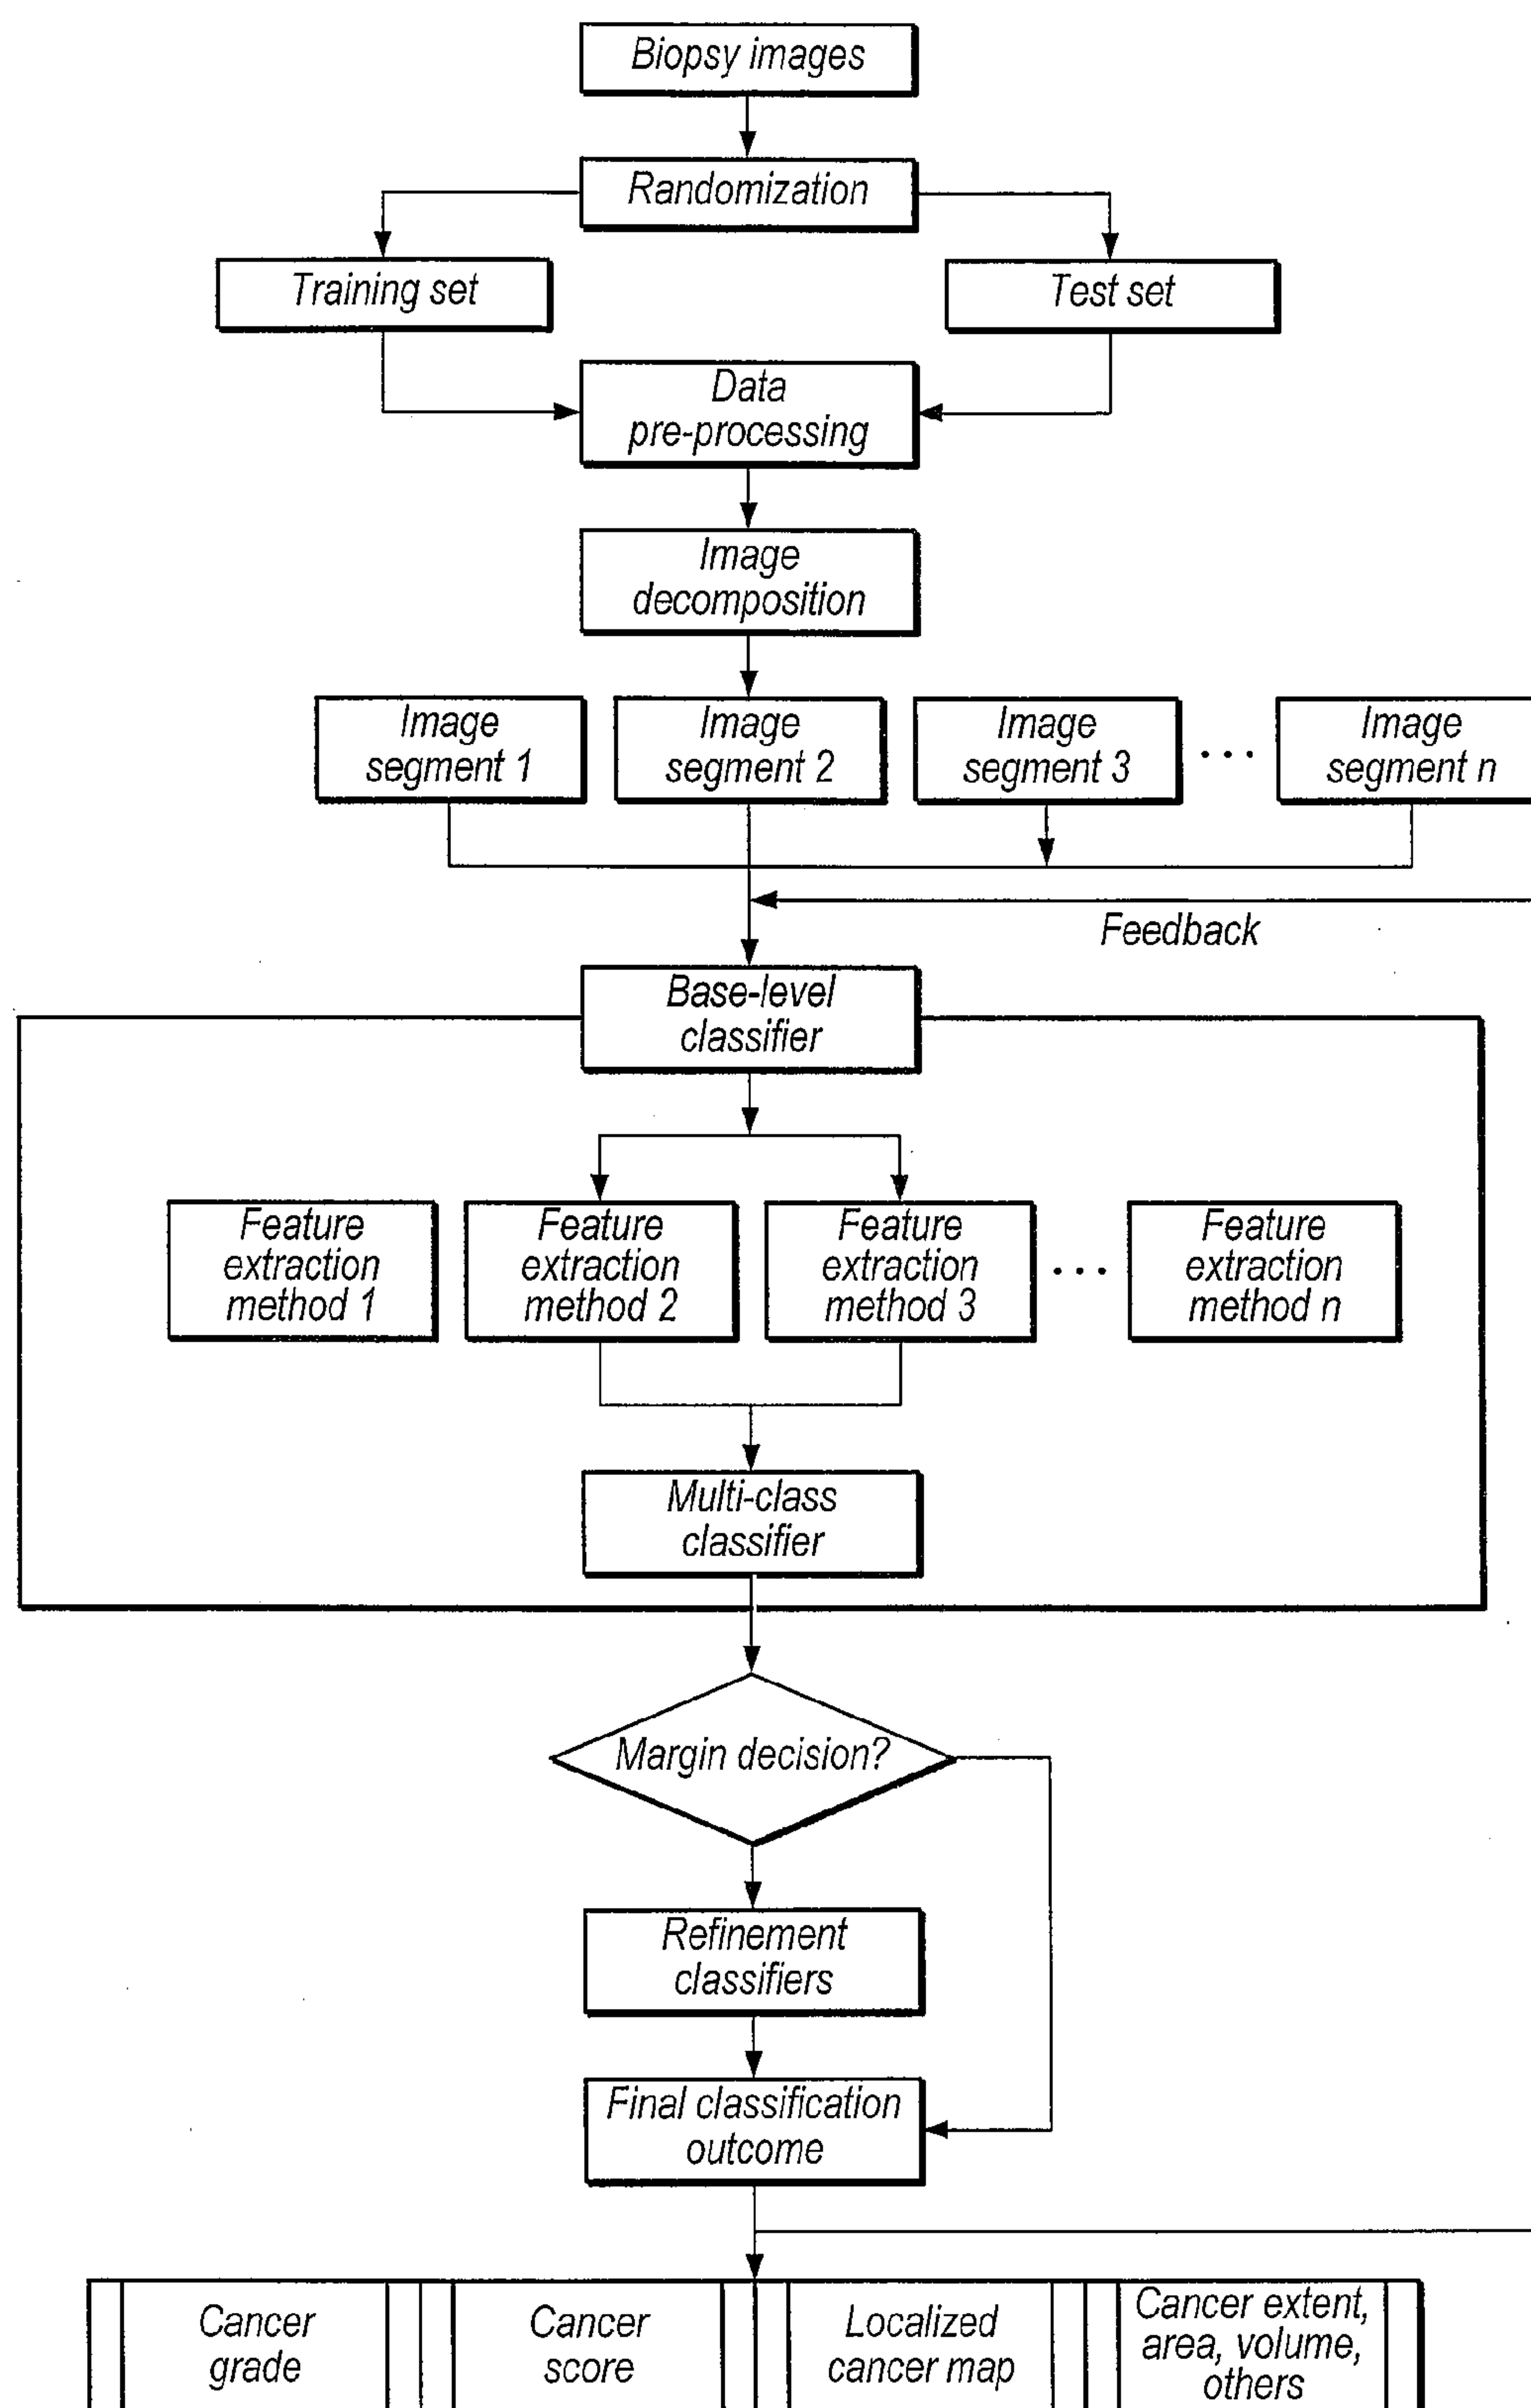 Biopsy images
Randomization
Training set
Test set
Data
pre-processing
Image
decomposition
Image
segment 1
Image
segment 2
Image
segment 3
...
Image
segment n
Feedback
Base-level
classifier
Feature
extraction
method 1
Feature
extraction
method 2
Feature
extraction
method 3
...
Feature
extraction
method n
Multi-class
classifier
Margin decision?
Refinement
classifiers
Final classification
outcome
Cancer
grade
Cancer
score
Localized
cancer map
Cancer extent,
area, volume,
others